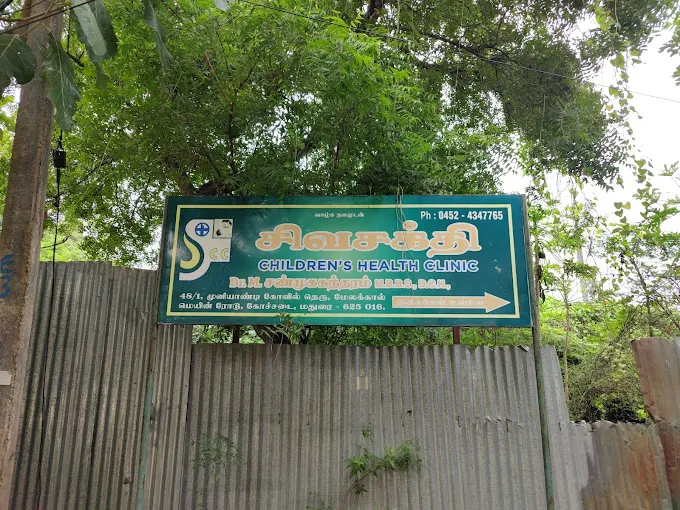 வாழ்க நலமுடன்
Ph : 0452 - 4347765
சிவசக்தி
CHILDREN'S HEALTH CLINIC
Dr. M. சண்முகசுந்தரம் M.B.B.S, D.C.H.,
48/1, முனியாண்டி கோவில் தெரு, மேலக்கால்
மெயின் ரோடு, கோச்சடை, மதுரை - 625 016.